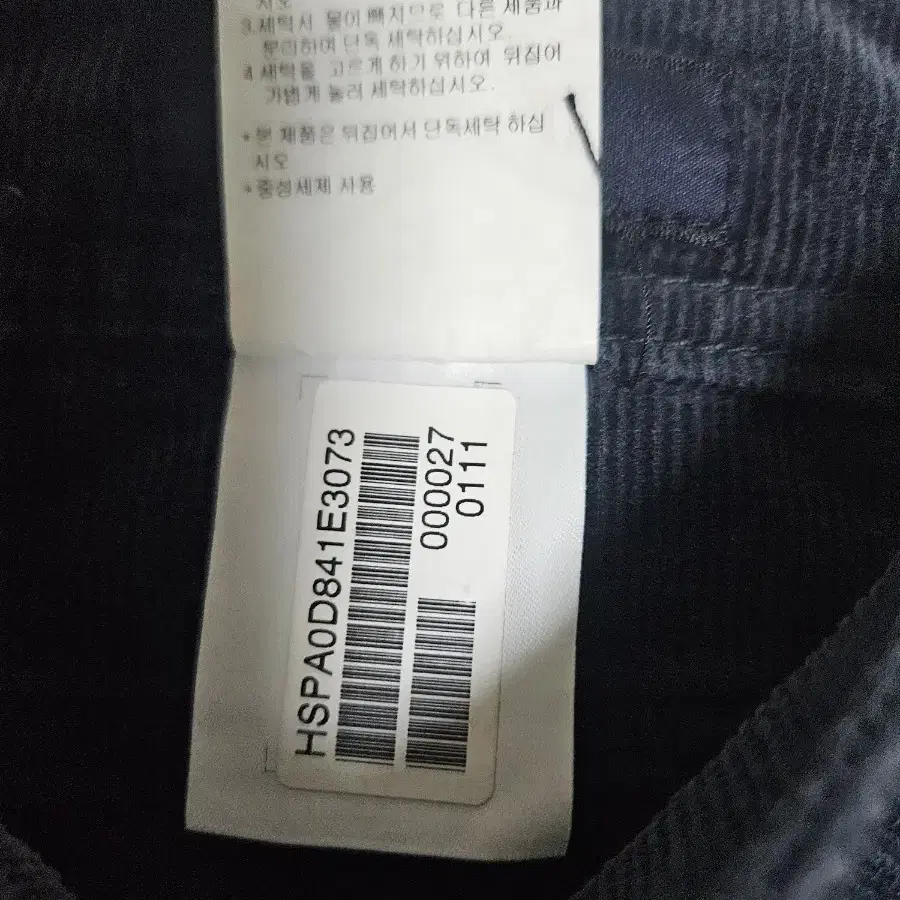 시오
3.세탁시 물이 빠지므로 다른 제품과
분리하여 단독 세탁하십시오
4.세탁을 고르게 하기 위하여 뒤집어
가볍게 눌러 세탁하십시오.
*본 제품은 뒤집어서 단독세탁 하십
시오
*중성세제 사용
HSPA0D841E3073
000027
0111